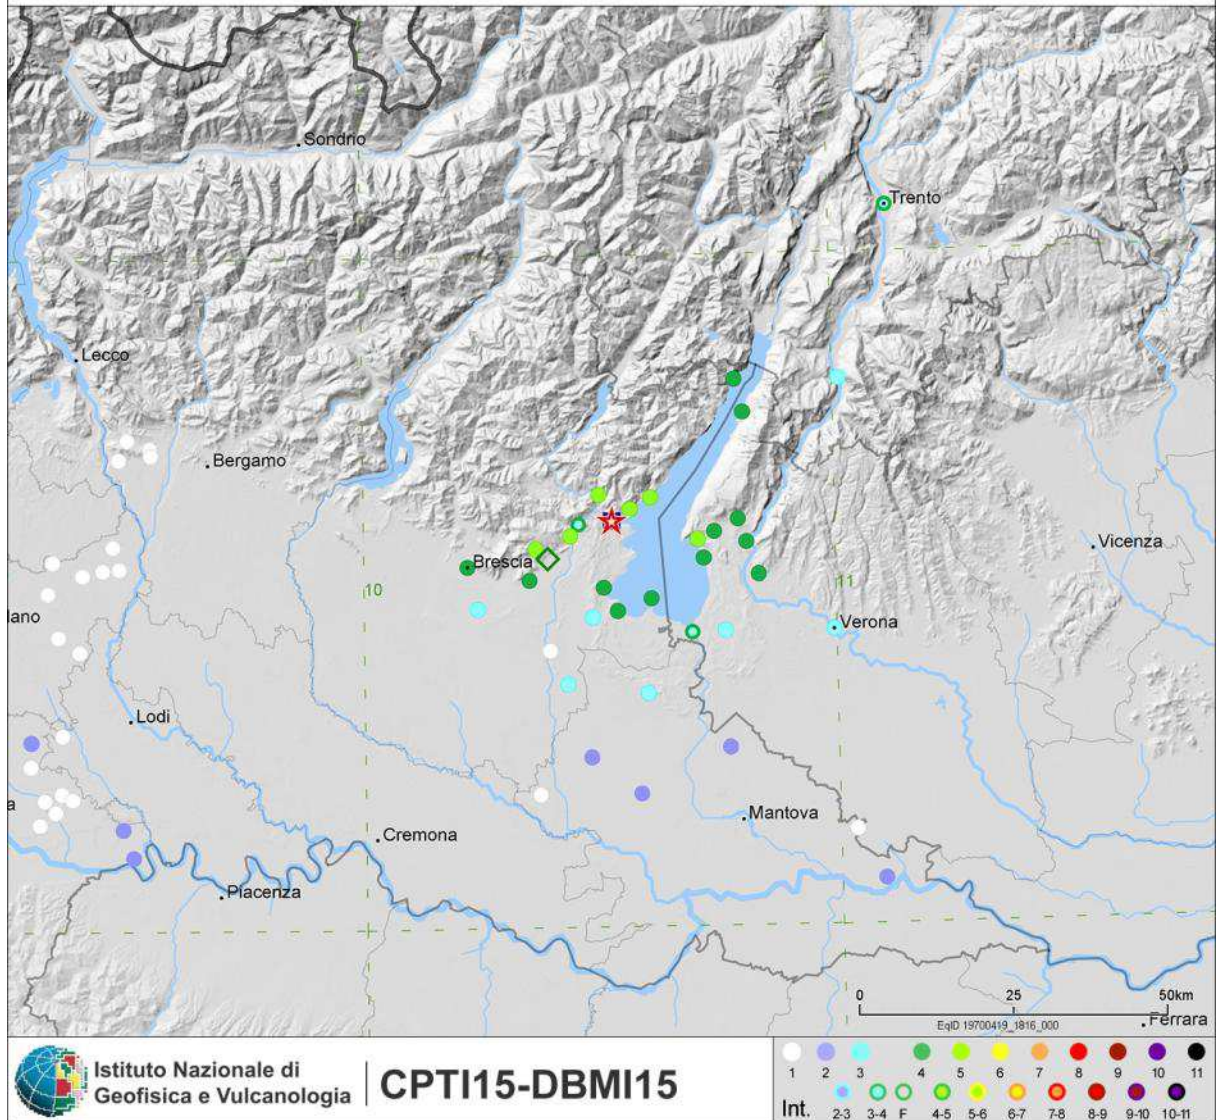 Sondrio
Trento
Lecco
Bergamo
Vicenza
Brescia
10
11
lano
Verona
Lodi
a
Mantova
Cremona
Piacenza
0 25 50km
EqID 19700419_1816_000
Ferrara
Istituto Nazionale di
Geofisica e Vulcanologia
CPTI15-DBMI15
1 2 3 4 5 6 7 8 9 10 11
Int. 2-3 3-4 F 4-5 5-6 6-7 7-8 8-9 9-10 10-11